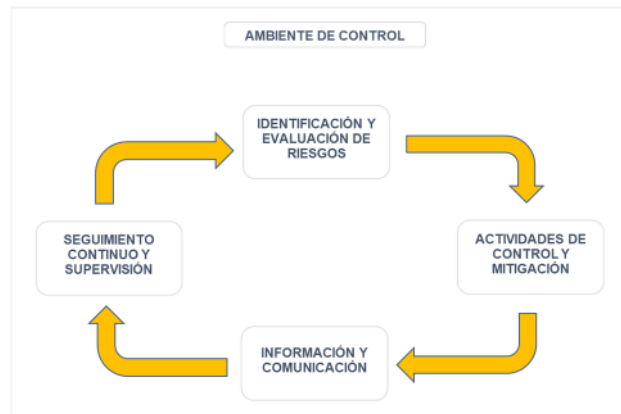 AMBIENTE DE CONTROL
IDENTIFICACIÓN Y
EVALUACIÓN DE
RIESGOS
SEGUIMIENTO
CONTINUO Y
SUPERVISIÓN
ACTIVIDADES DE
CONTROL Y
MITIGACIÓN
INFORMACIÓN Y
COMUNICACIÓN